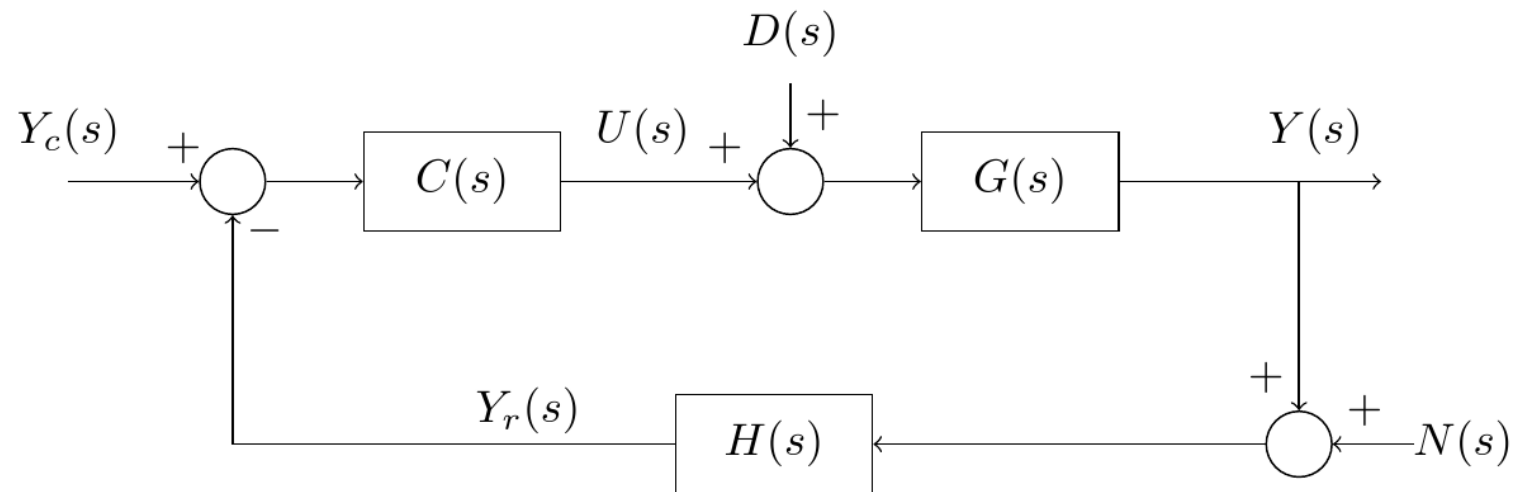 D(s)
+
Y_c(s)
+
C(s)
U(s)
+
G(s)
Y(s)
−
+
+
Y_r(s)
H(s)
N(s)